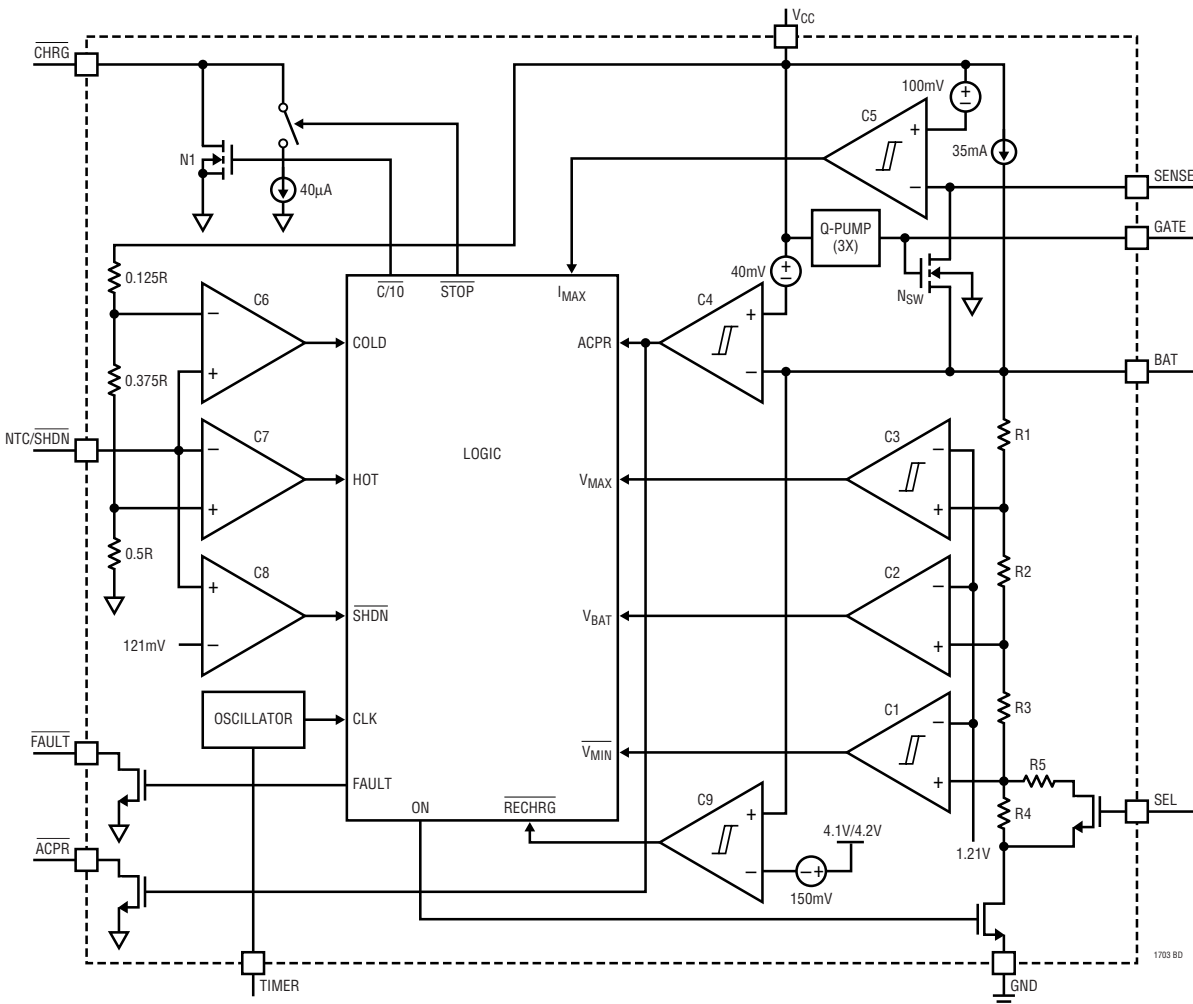 VCC
CHRG
100mV
C5
+
−
35mA
SENSE
N1
40µA
Q-PUMP
(3X)
GATE
NSW
40mV
C4
+
−
0.125R
C6
−
+
C/10
STOP
IMAX
COLD
ACPR
BAT
0.375R
NTC/SHDN
C7
−
+
LOGIC
C3
−
+
R1
HOT
VMAX
0.5R
C8
+
−
C2
−
+
R2
SHDN
VBAT
121mV
C1
−
+
R3
OSCILLATOR
CLK
VMIN
FAULT
FAULT
R5
R4
SEL
ON
RECHRG
C9
+
−
4.1V/4.2V
1.21V
− +
150mV
ACPR
TIMER
GND
1703 BD